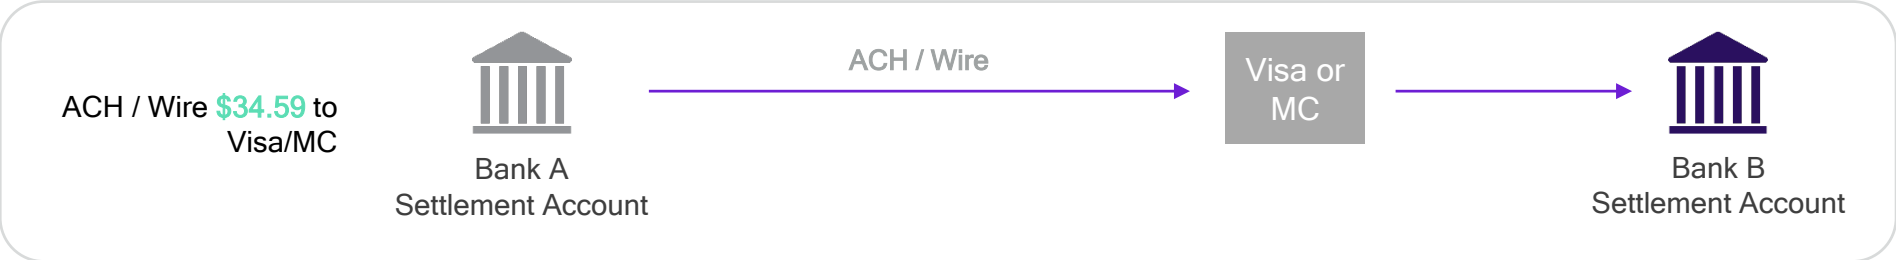 ACH / Wire $34.59 to
Visa/MC
Bank A
Settlement Account
ACH / Wire
Visa or
MC
Bank B
Settlement Account